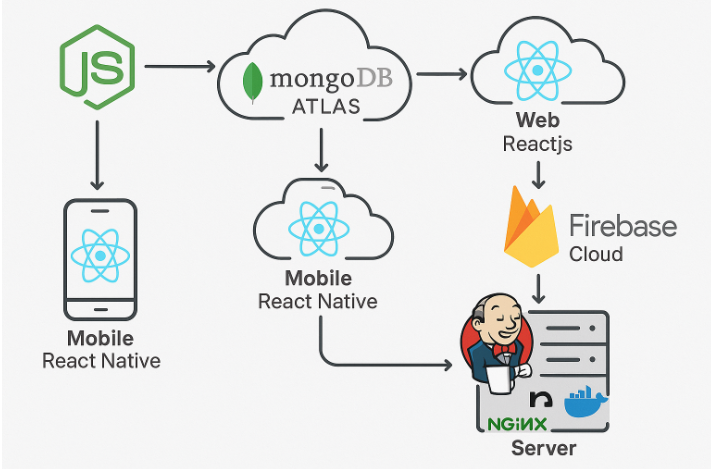 JS
mongoDB
ATLAS
Web
Reactjs
Firebase
Cloud
Mobile
React Native
Mobile
React Native
n
NGiNX
Server